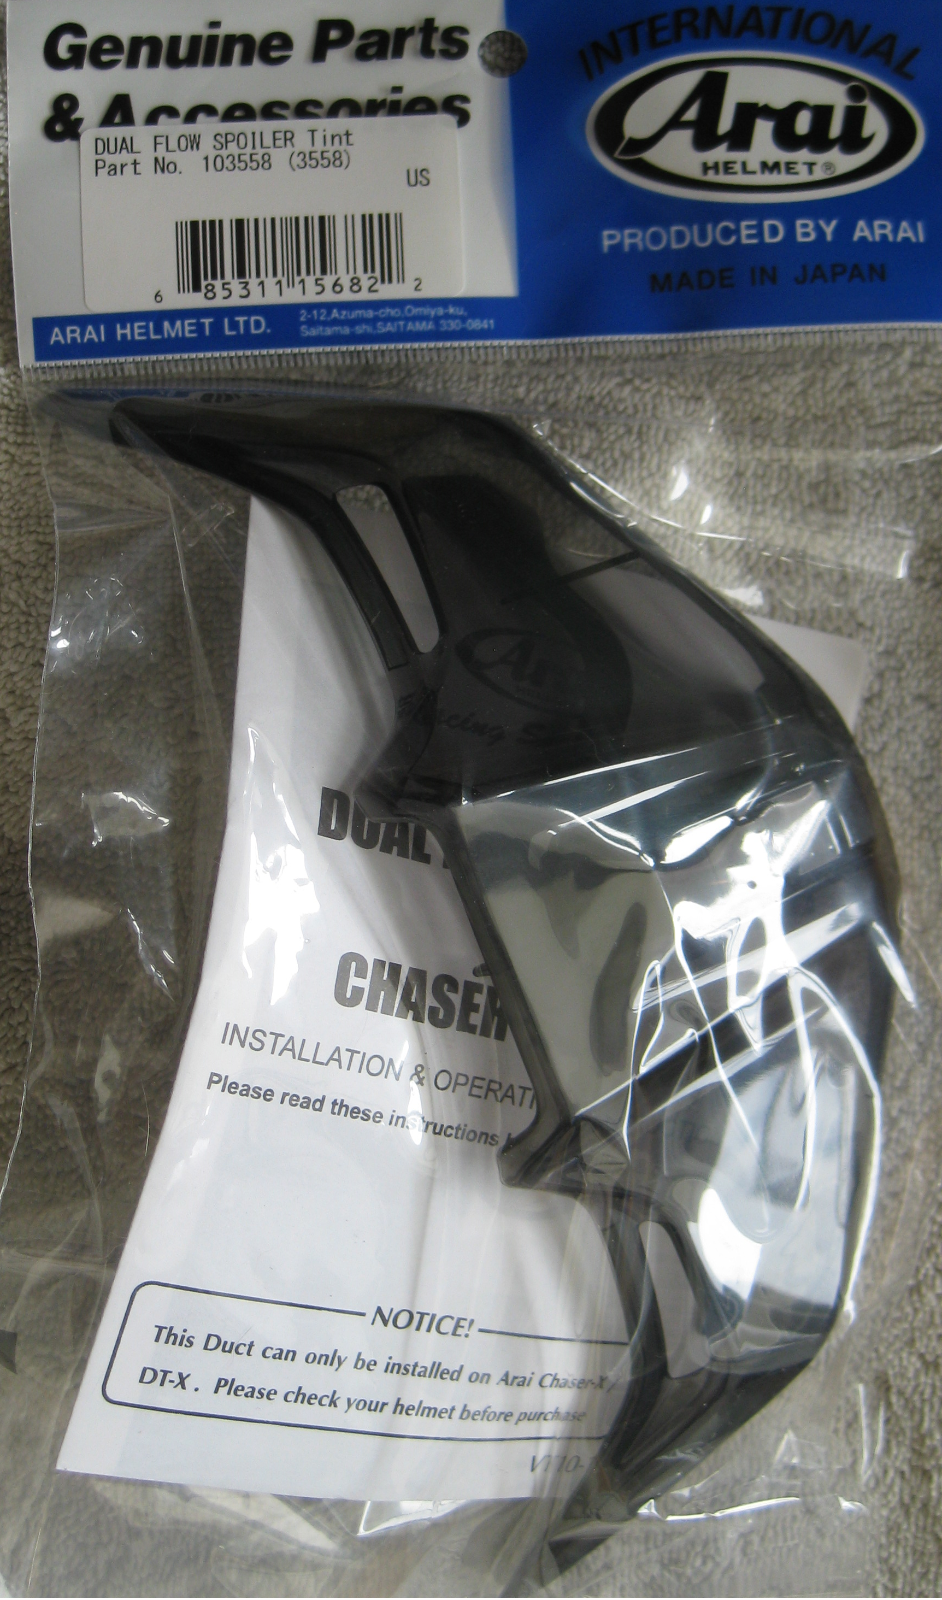 Genuine Parts
& Accessories
DUAL FLOW SPOILER Tint
Part No. 103558 (3558)
US
6 85311 15682 2
ARAI HELMET LTD.
2-12,Azuma-cho,Omiya-ku,
Saitama-shi,SAITAMA 330-0841
INTERNATIONAL
Arai
HELMET®
PRODUCED BY ARAI
MADE IN JAPAN
Arai
Racing
DUAL
CHASER
INSTALLATION & OPERATI
Please read these instructions
NOTICE!
This Duct can only be installed on Arai Chaser-X /
DT-X. Please check your helmet before purchase